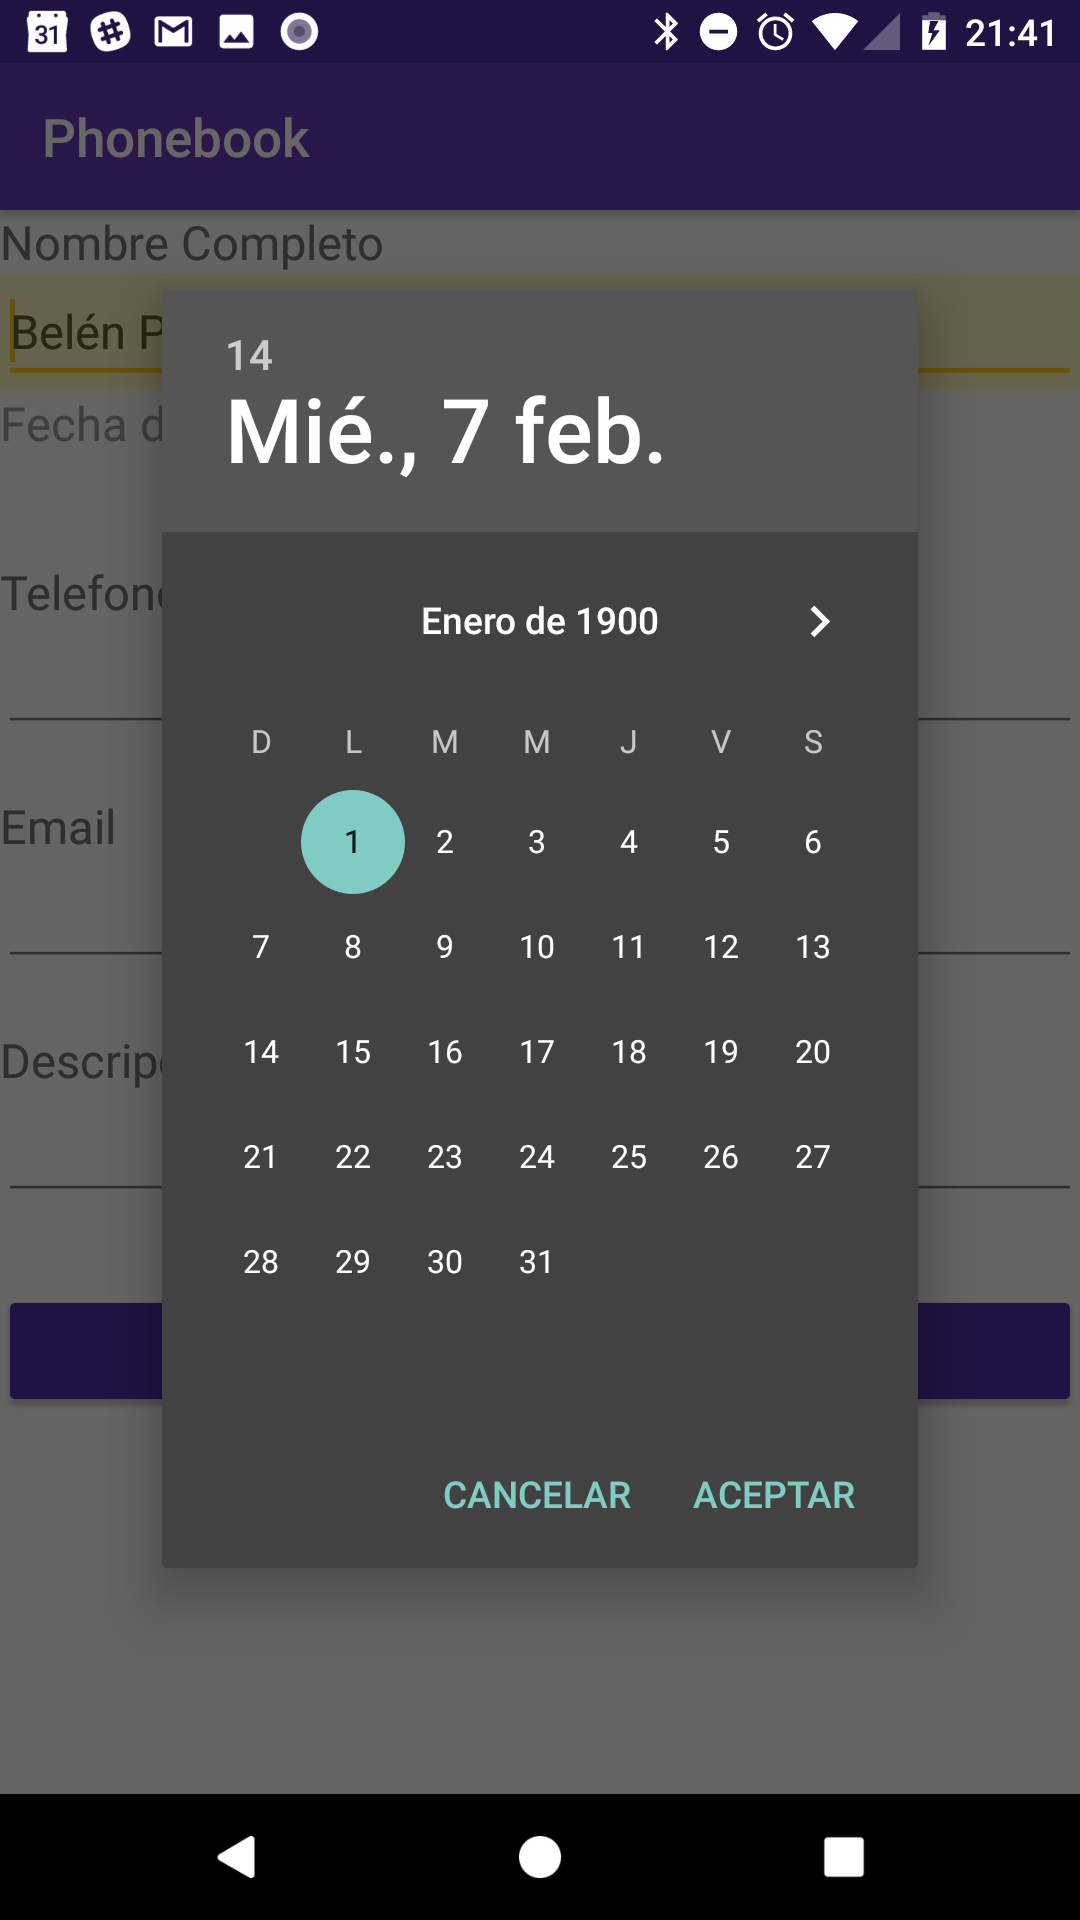 31 21:41
Phonebook
Nombre Completo
Belén P
Fecha d
14
Mié., 7 feb.
Telefono
Enero de 1900
D L M M J V S
1 2 3 4 5 6
7 8 9 10 11 12 13
14 15 16 17 18 19 20
21 22 23 24 25 26 27
28 29 30 31
Email
Descripc
CANCELAR ACEPTAR